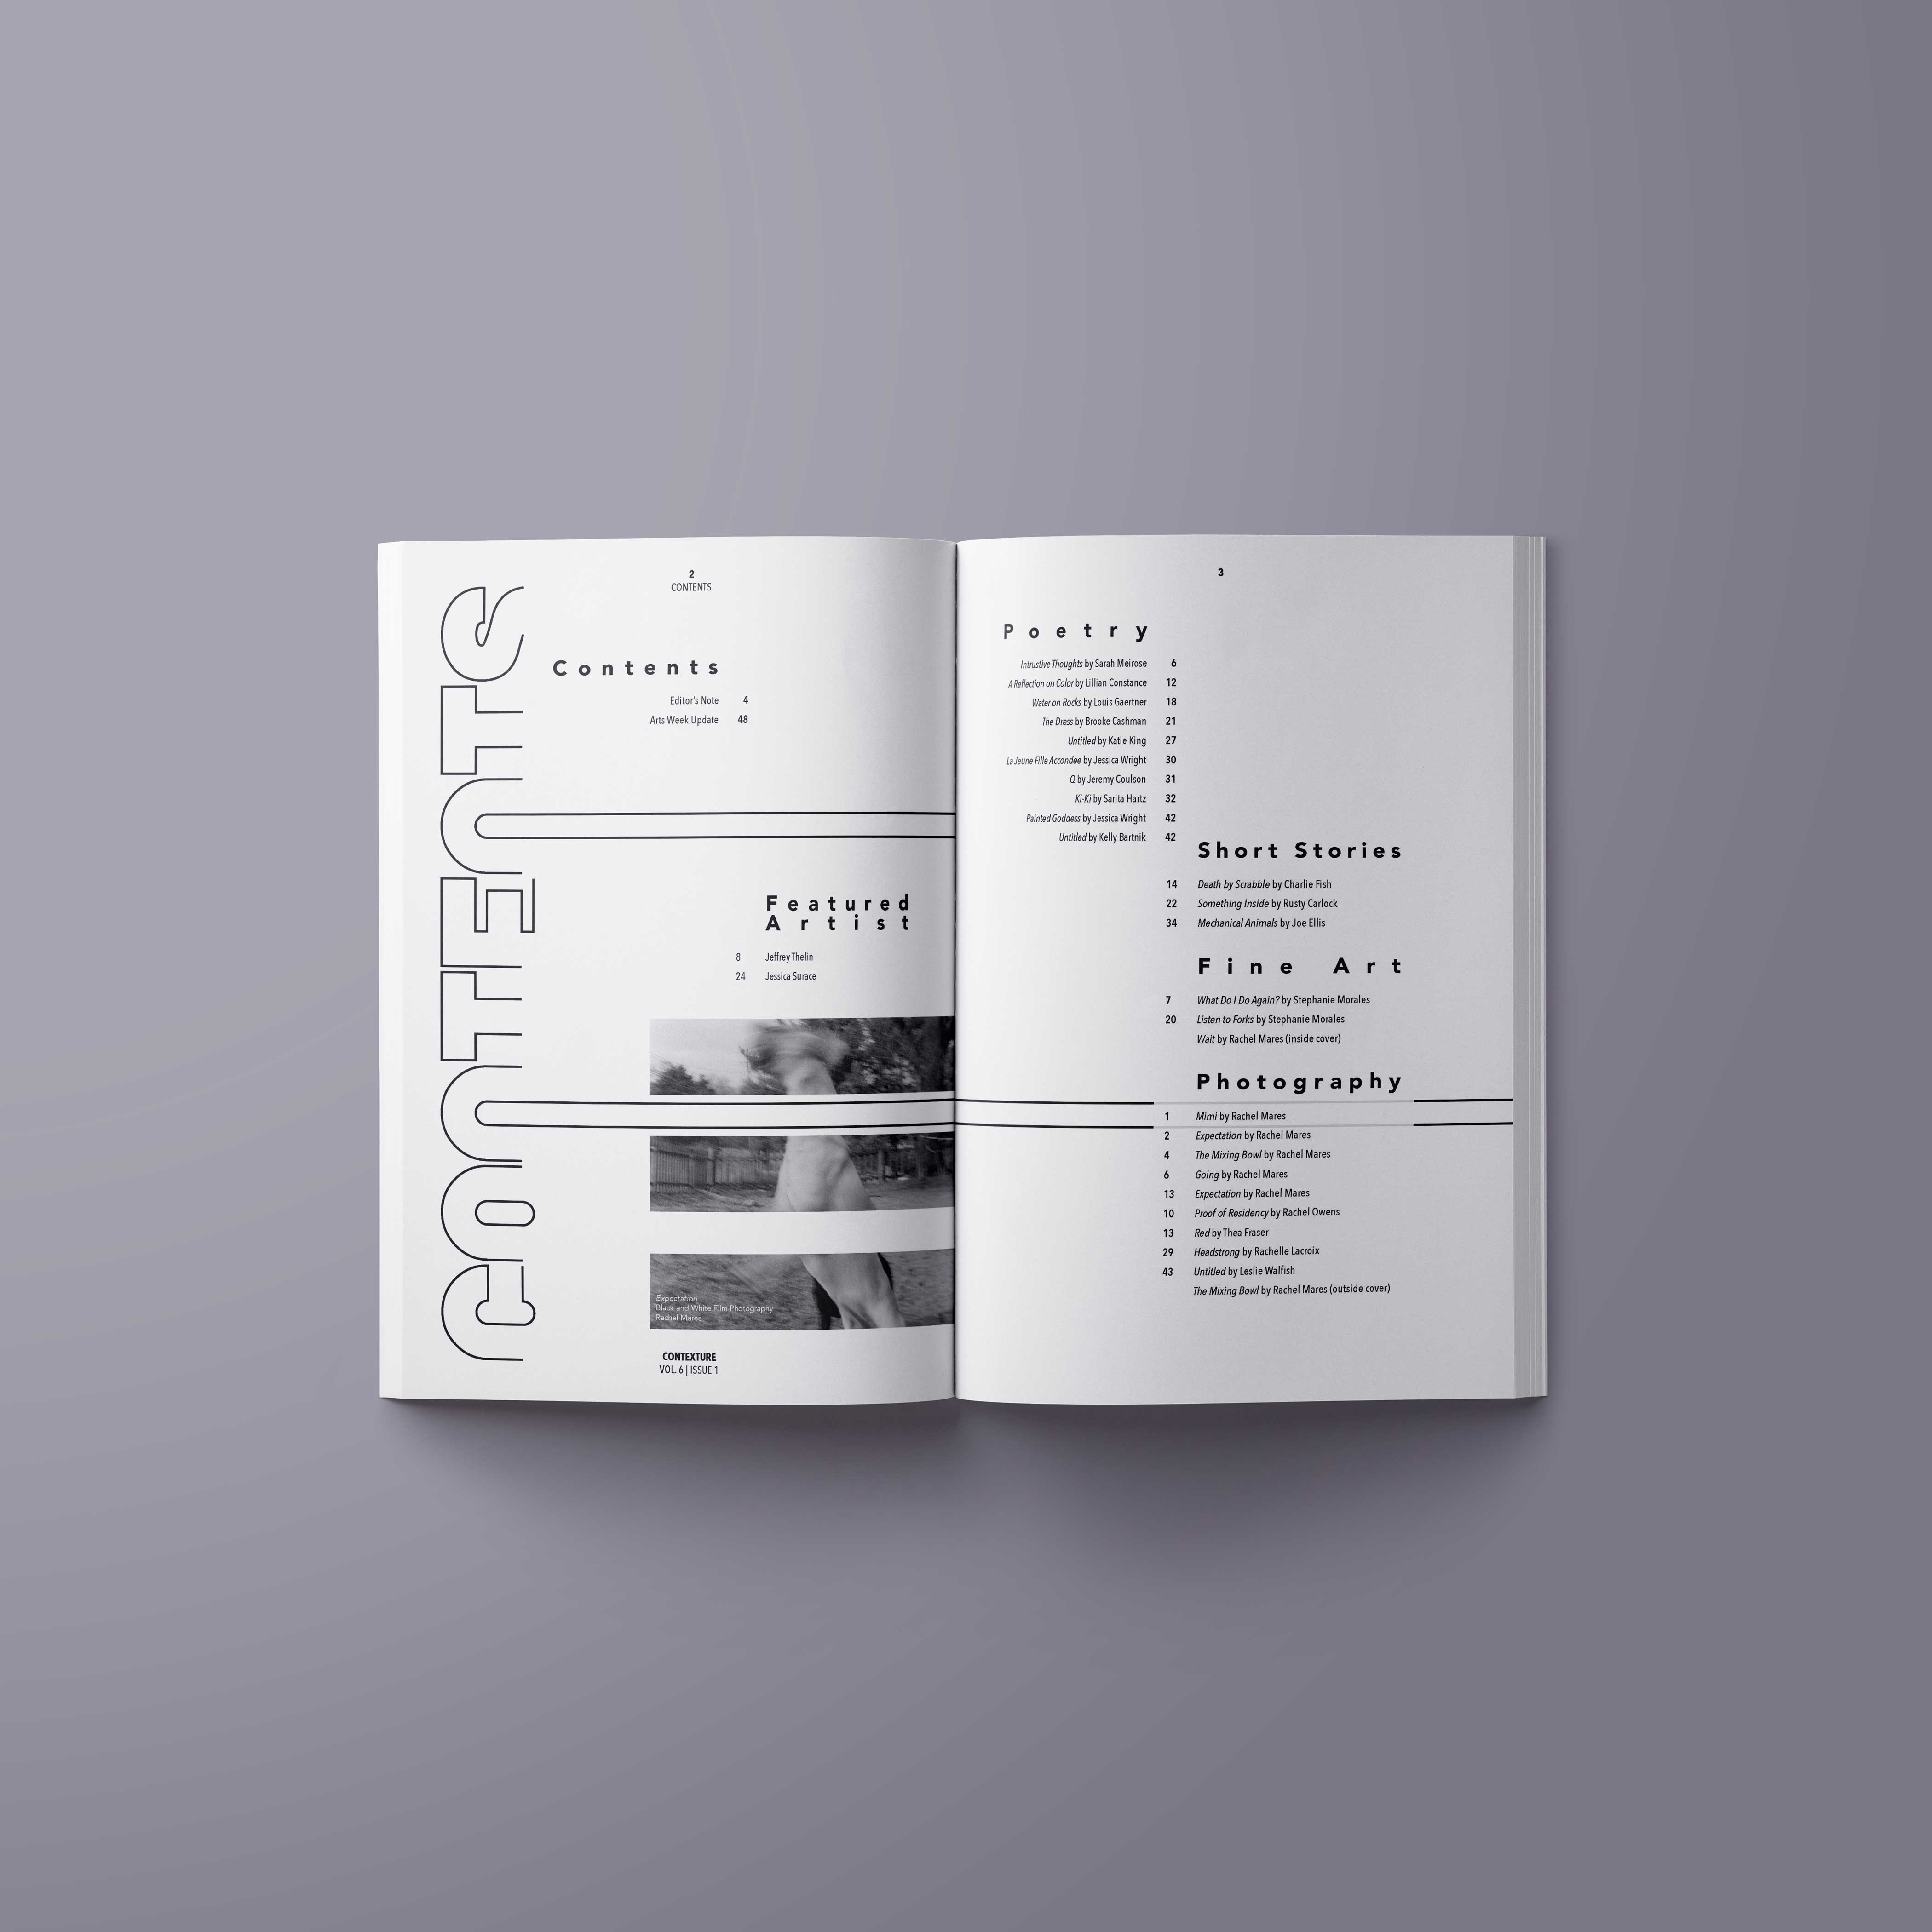 CONTENTS
2
CONTENTS
Contents
Editor's Note 4
Arts Week Update 48
Featured
Artist
8 Jeffrey Thelin
24 Jessica Surace
Expectation
Black and White Film Photography
Rachel Mares
CONTEXTURE
VOL. 6 | ISSUE 1
3
Poetry
Intrustive Thoughts by Sarah Meirose 6
A Reflection on Color by Lillian Constance 12
Water on Rocks by Louis Gaertner 18
The Dress by Brooke Cashman 21
Untitled by Katie King 27
La Jeune Fille Accondee by Jessica Wright 30
Q by Jeremy Coulson 31
Ki-Ki by Sarita Hartz 32
Painted Goddess by Jessica Wright 42
Untitled by Kelly Bartnik 42
Short Stories
14 Death by Scrabble by Charlie Fish
22 Something Inside by Rusty Carlock
34 Mechanical Animals by Joe Ellis
Fine Art
7 What Do I Do Again? by Stephanie Morales
20 Listen to Forks by Stephanie Morales
Wait by Rachel Mares (inside cover)
Photography
1 Mimi by Rachel Mares
2 Expectation by Rachel Mares
4 The Mixing Bowl by Rachel Mares
6 Going by Rachel Mares
13 Expectation by Rachel Mares
10 Proof of Residency by Rachel Owens
13 Red by Thea Fraser
29 Headstrong by Rachelle Lacroix
43 Untitled by Leslie Walfish
The Mixing Bowl by Rachel Mares (outside cover)